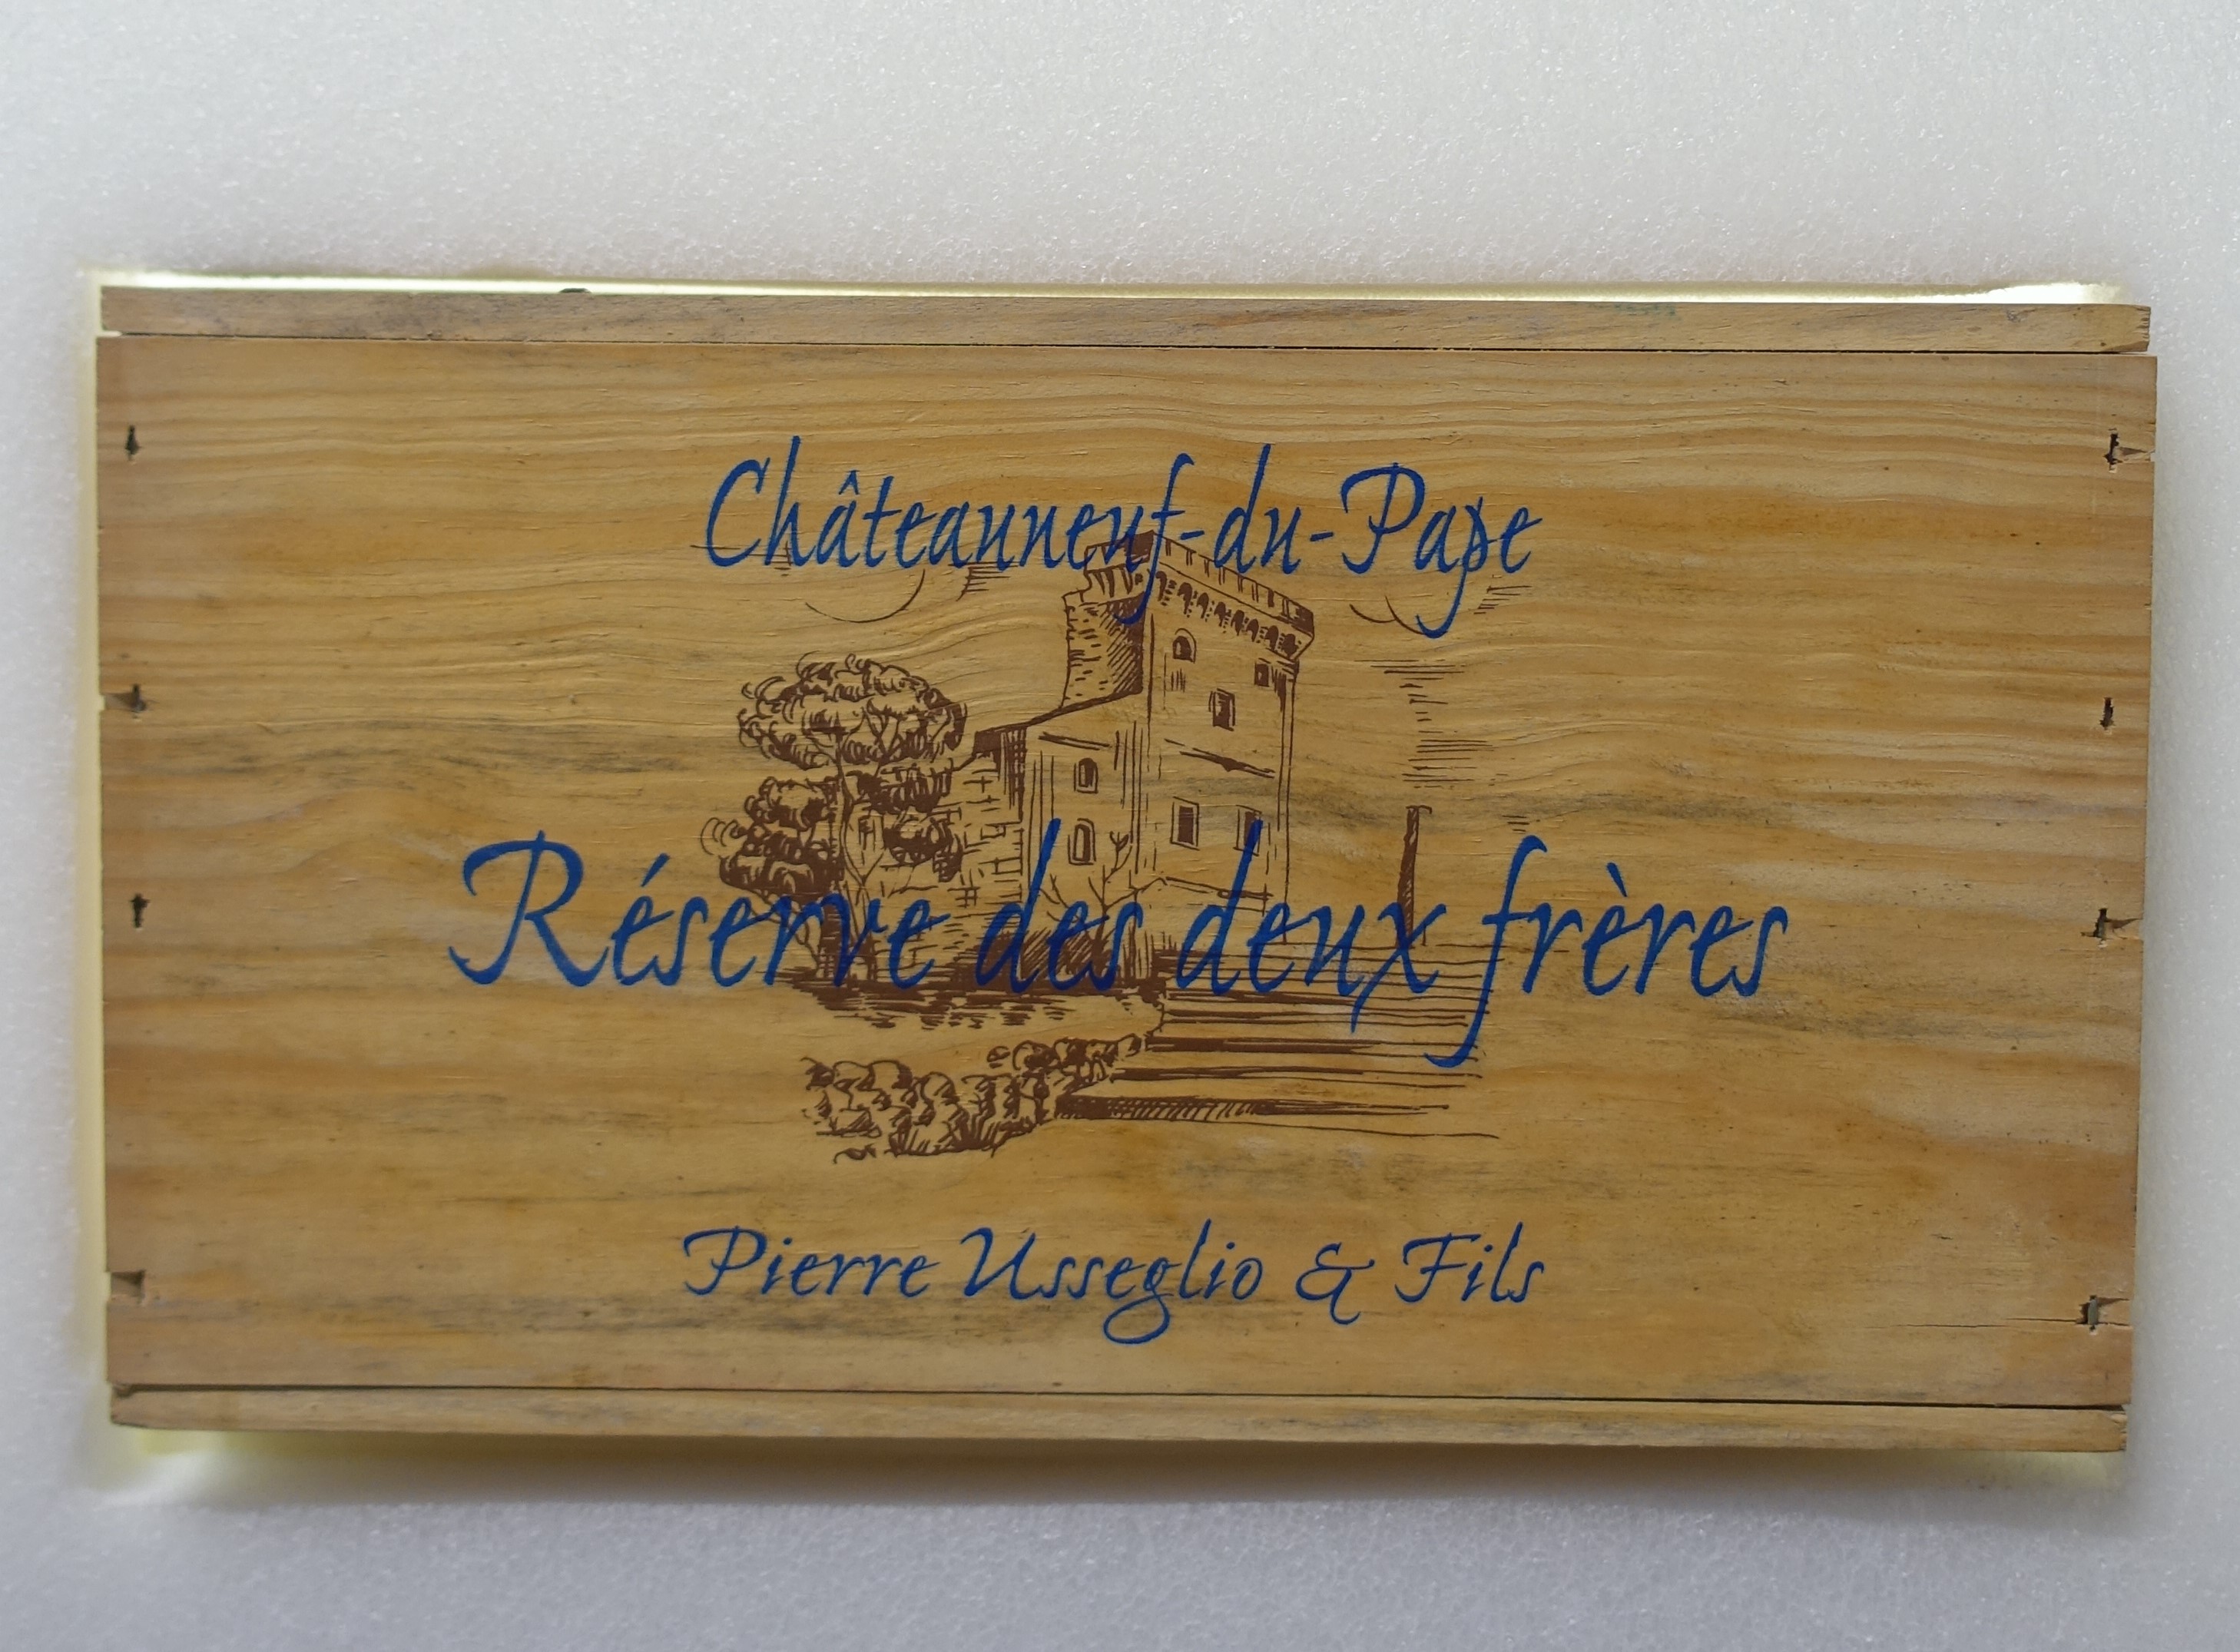 Châteauneuf-du-Pape
Réserve des deux frères
Pierre Usseglio & Fils